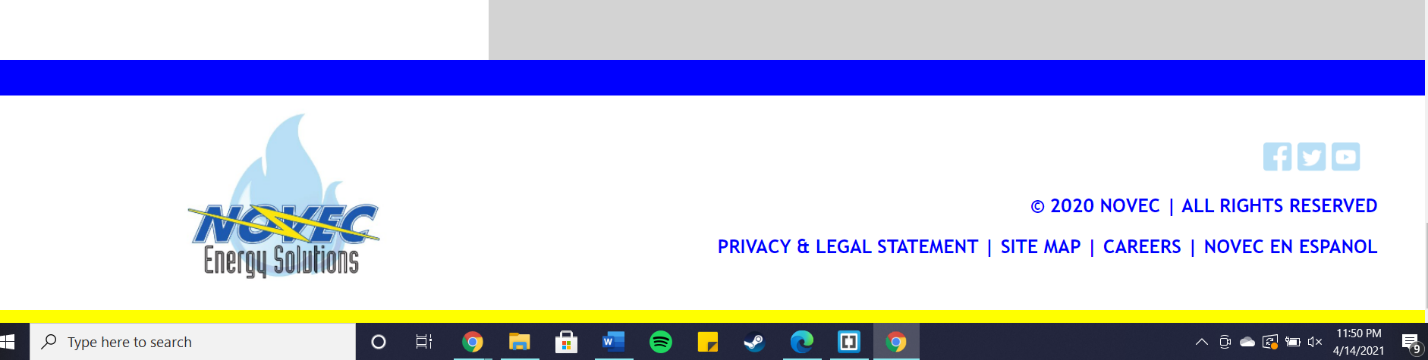 NOVEC
Energy Solutions
© 2020 NOVEC | ALL RIGHTS RESERVED
PRIVACY & LEGAL STATEMENT | SITE MAP | CAREERS | NOVEC EN ESPANOL
Type here to search
11:50 PM
4/14/2021
9